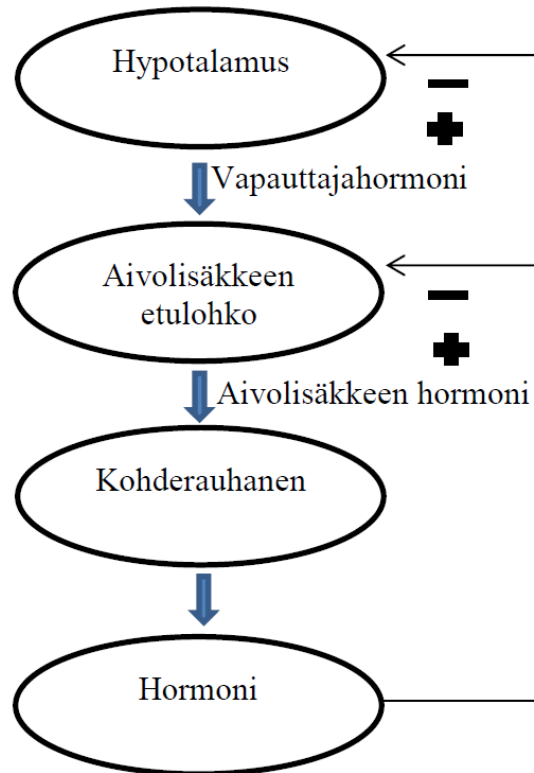 Hypotalamus
Vapauttajahormoni
Aivolisäkkeen
etulohko
Aivolisäkkeen hormoni
Kohderauhanen
Hormoni